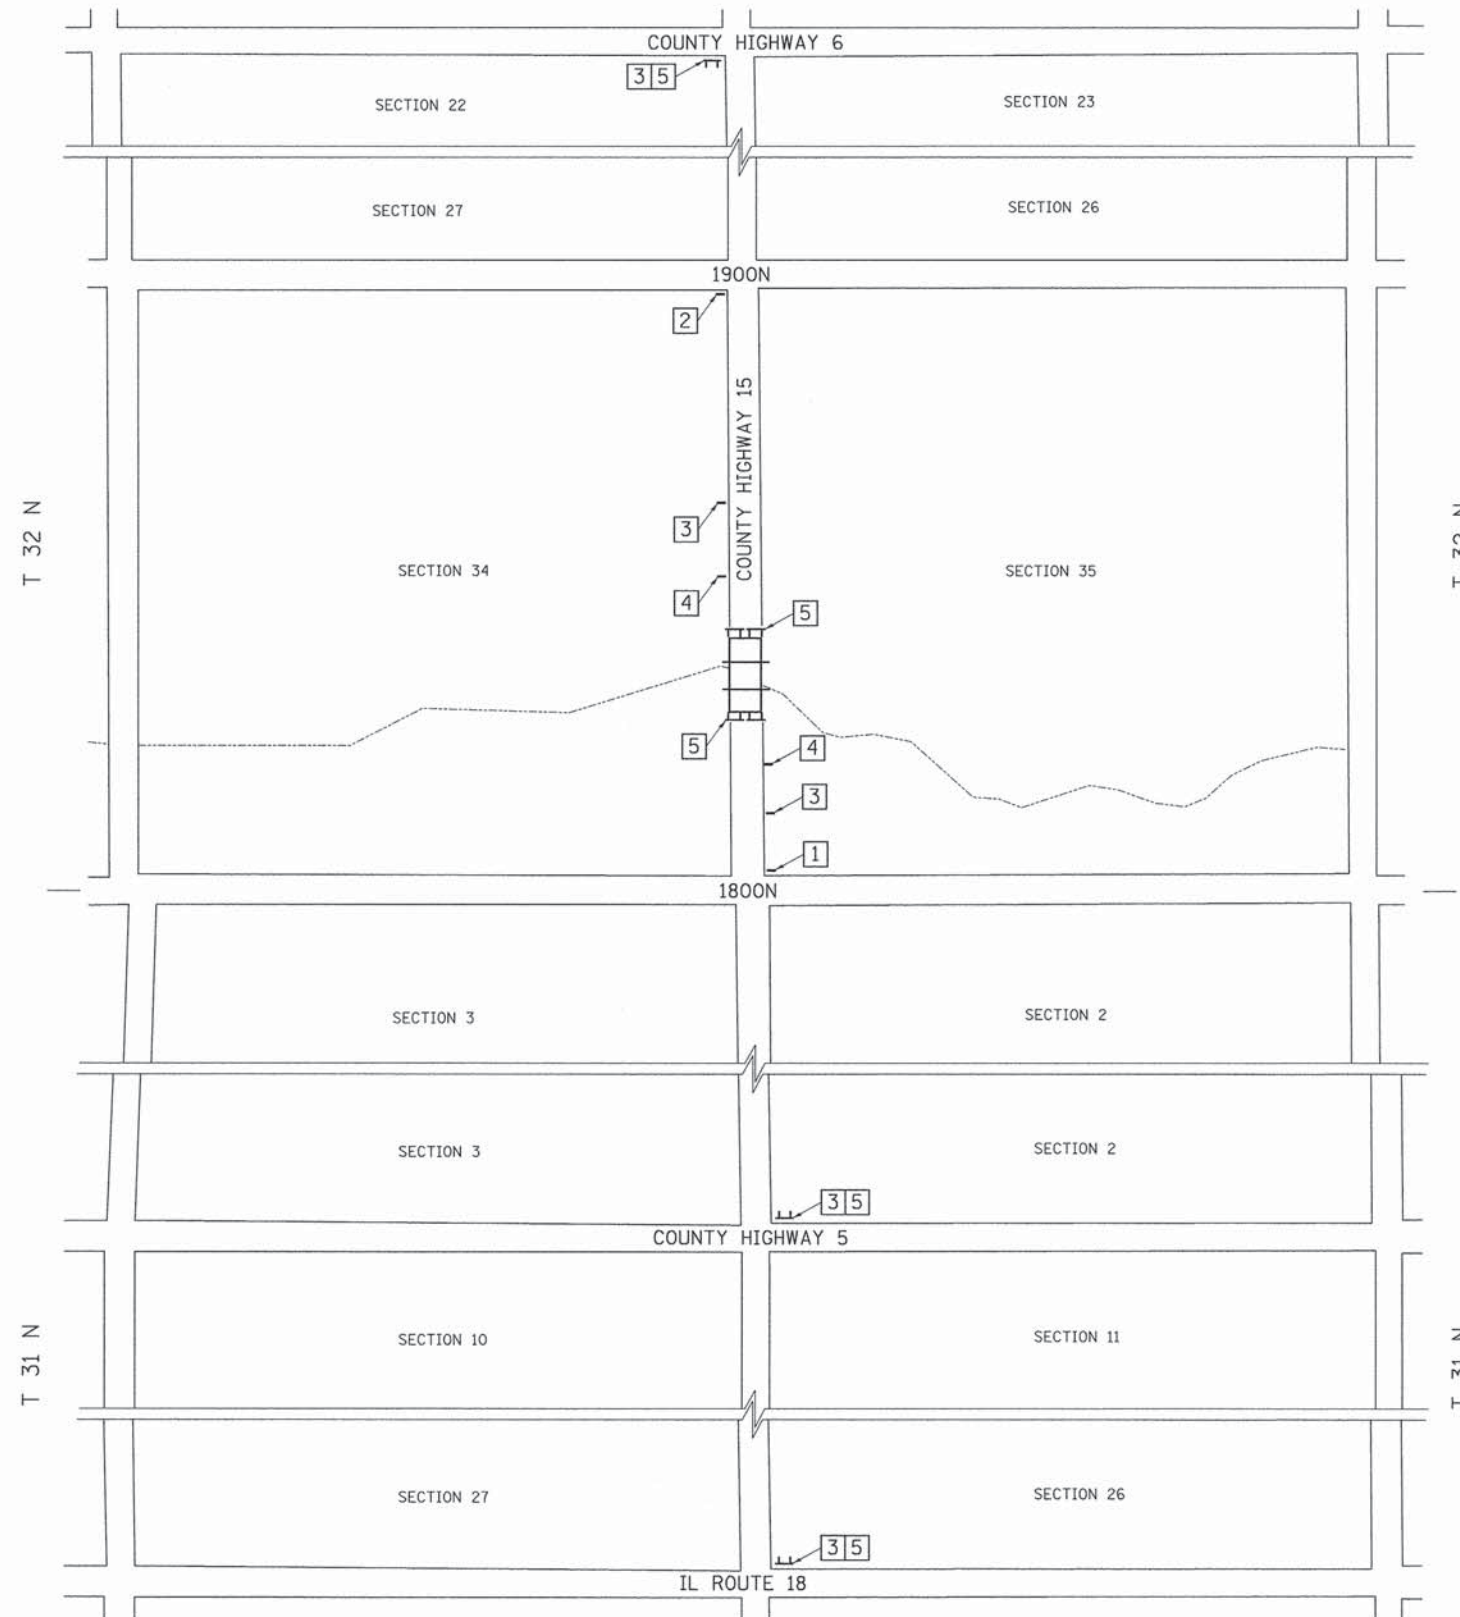 COUNTY HIGHWAY 6
3 5
SECTION 22
SECTION 23
SECTION 27
SECTION 26
1900N
2
COUNTY HIGHWAY 15
T 32 N
T 32 N
3
SECTION 34
SECTION 35
4
5
5
4
3
1
1800N
SECTION 3
SECTION 2
SECTION 3
SECTION 2
3 5
COUNTY HIGHWAY 5
T 31 N
T 31 N
SECTION 10
SECTION 11
SECTION 27
SECTION 26
3 5
IL ROUTE 18